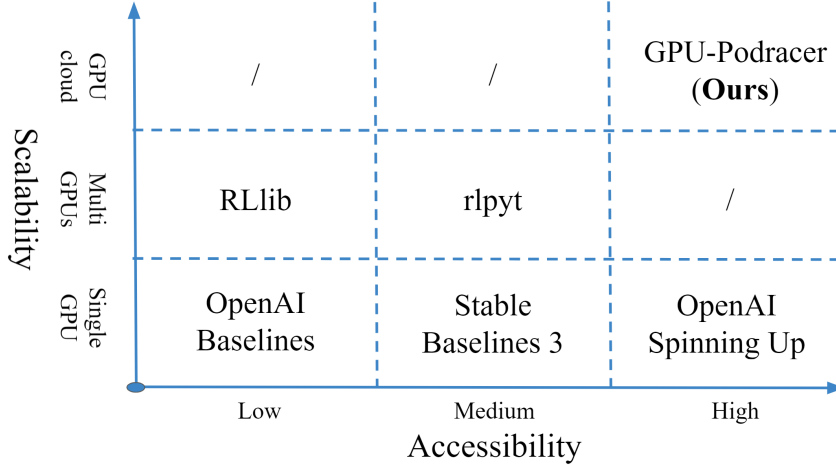 Scalability
GPU
cloud
/
/
GPU-Podracer
(Ours)
Multi
GPUs
RLlib
rlpyt
/
Single
GPU
OpenAI
Baselines
Stable
Baselines 3
OpenAI
Spinning Up
Low
Medium
High
Accessibility